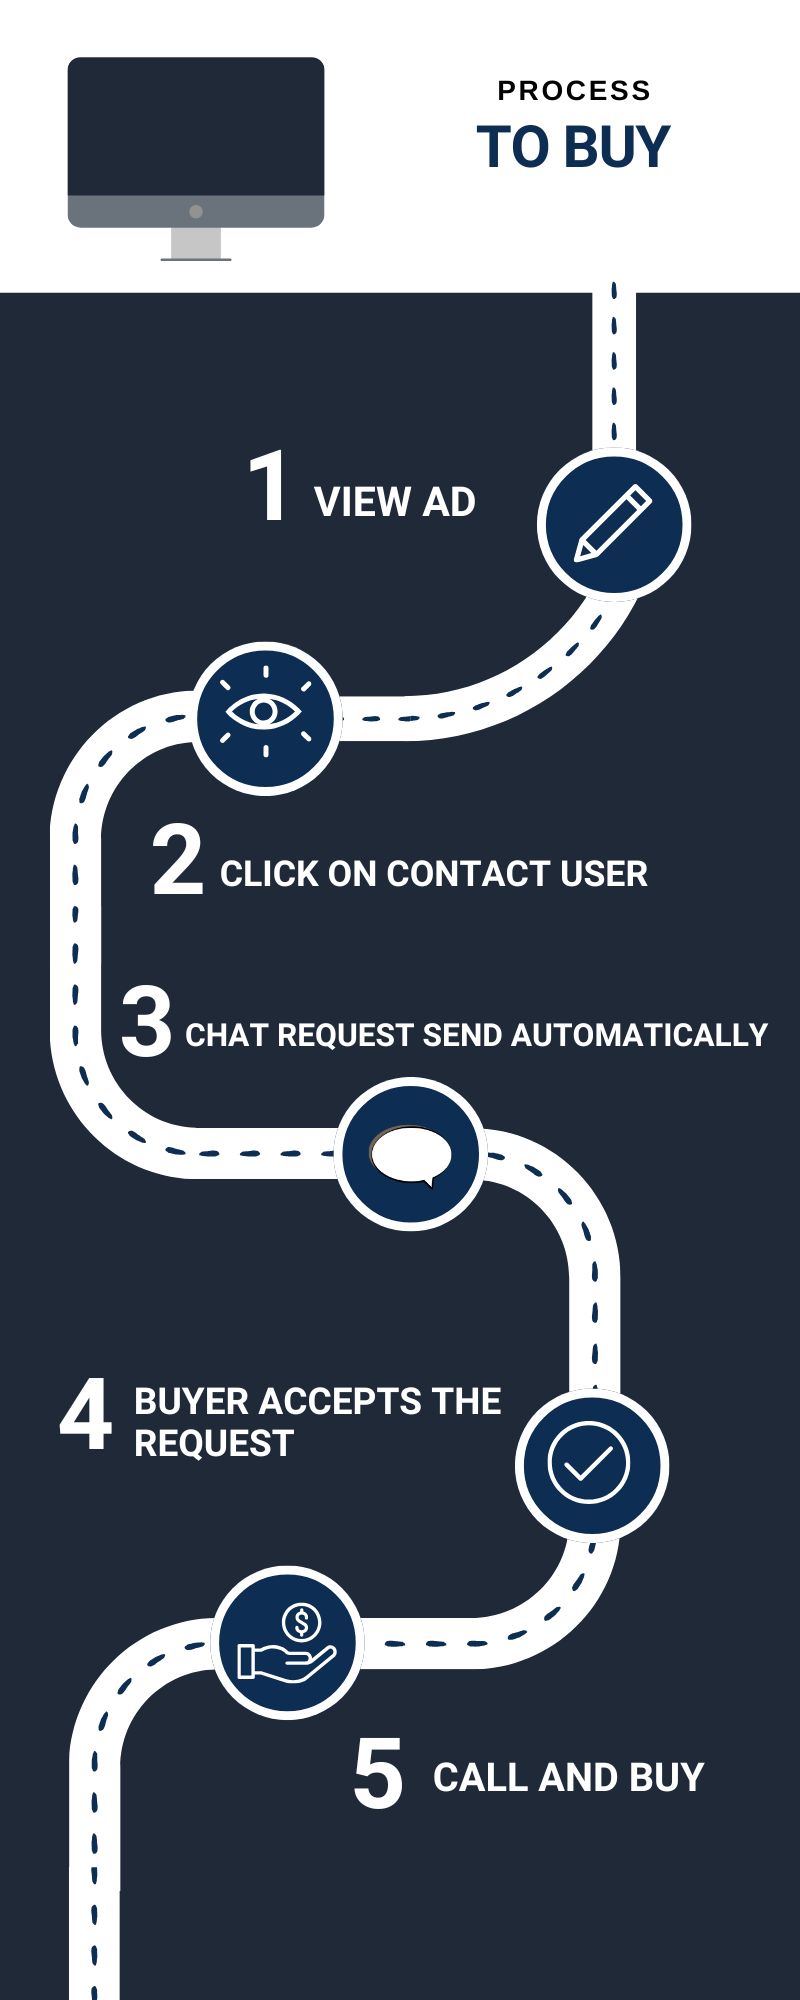 PROCESS
TO BUY
1 VIEW AD
2 CLICK ON CONTACT USER
3 CHAT REQUEST SEND AUTOMATICALLY
4 BUYER ACCEPTS THE
REQUEST
$
5 CALL AND BUY